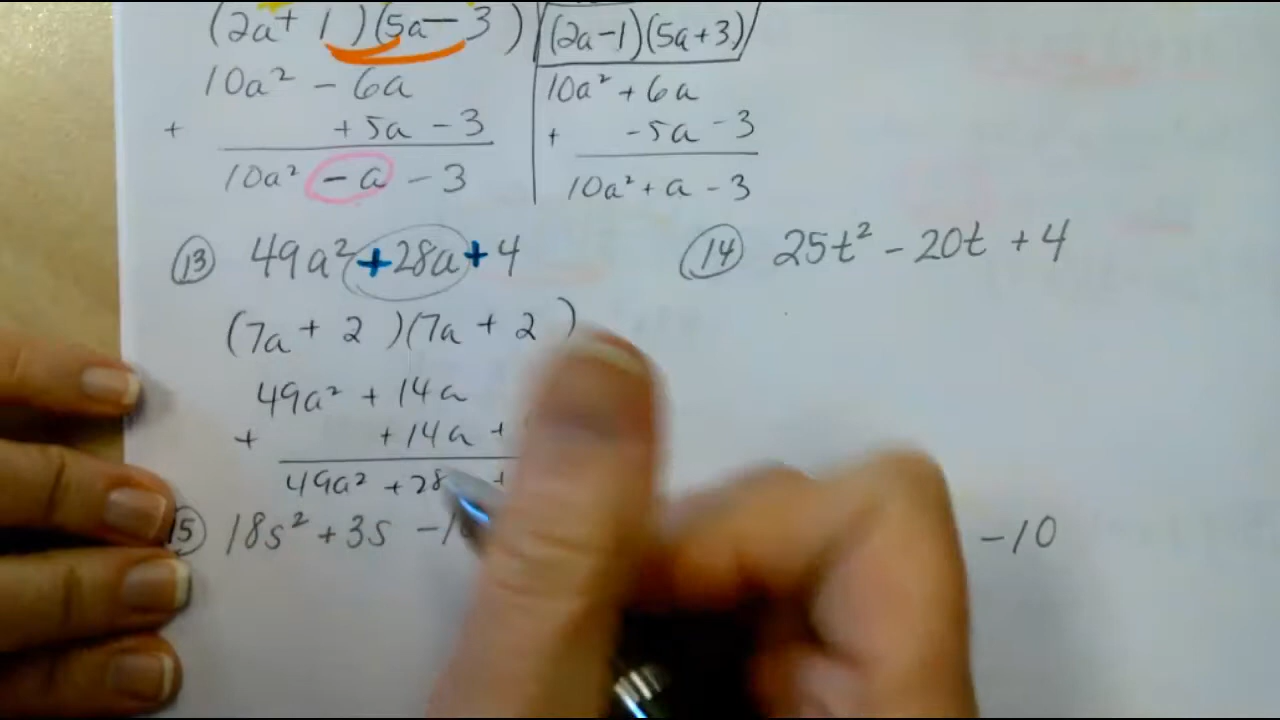 (2a + 1 )(5a - 3 )
10a² - 6a
+ + 5a - 3
10a² - a - 3
(2a-1)(5a+3)
10a² + 6a
+ - 5a - 3
10a² + a - 3
13 49a² + 28a + 4
(7a + 2 )(7a + 2 )
49a² + 14a
+ + 14a +
49a² + 28 +
14 25t² - 20t + 4
15 18s² + 3s - 1
- 10